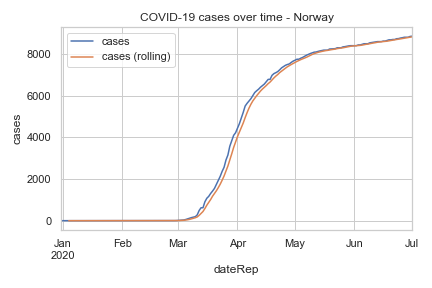 COVID-19 cases over time - Norway
cases
cases (rolling)
8000
6000
4000
2000
0
cases
Jan
2020
Feb
Mar
Apr
May
Jun
Jul
dateRep